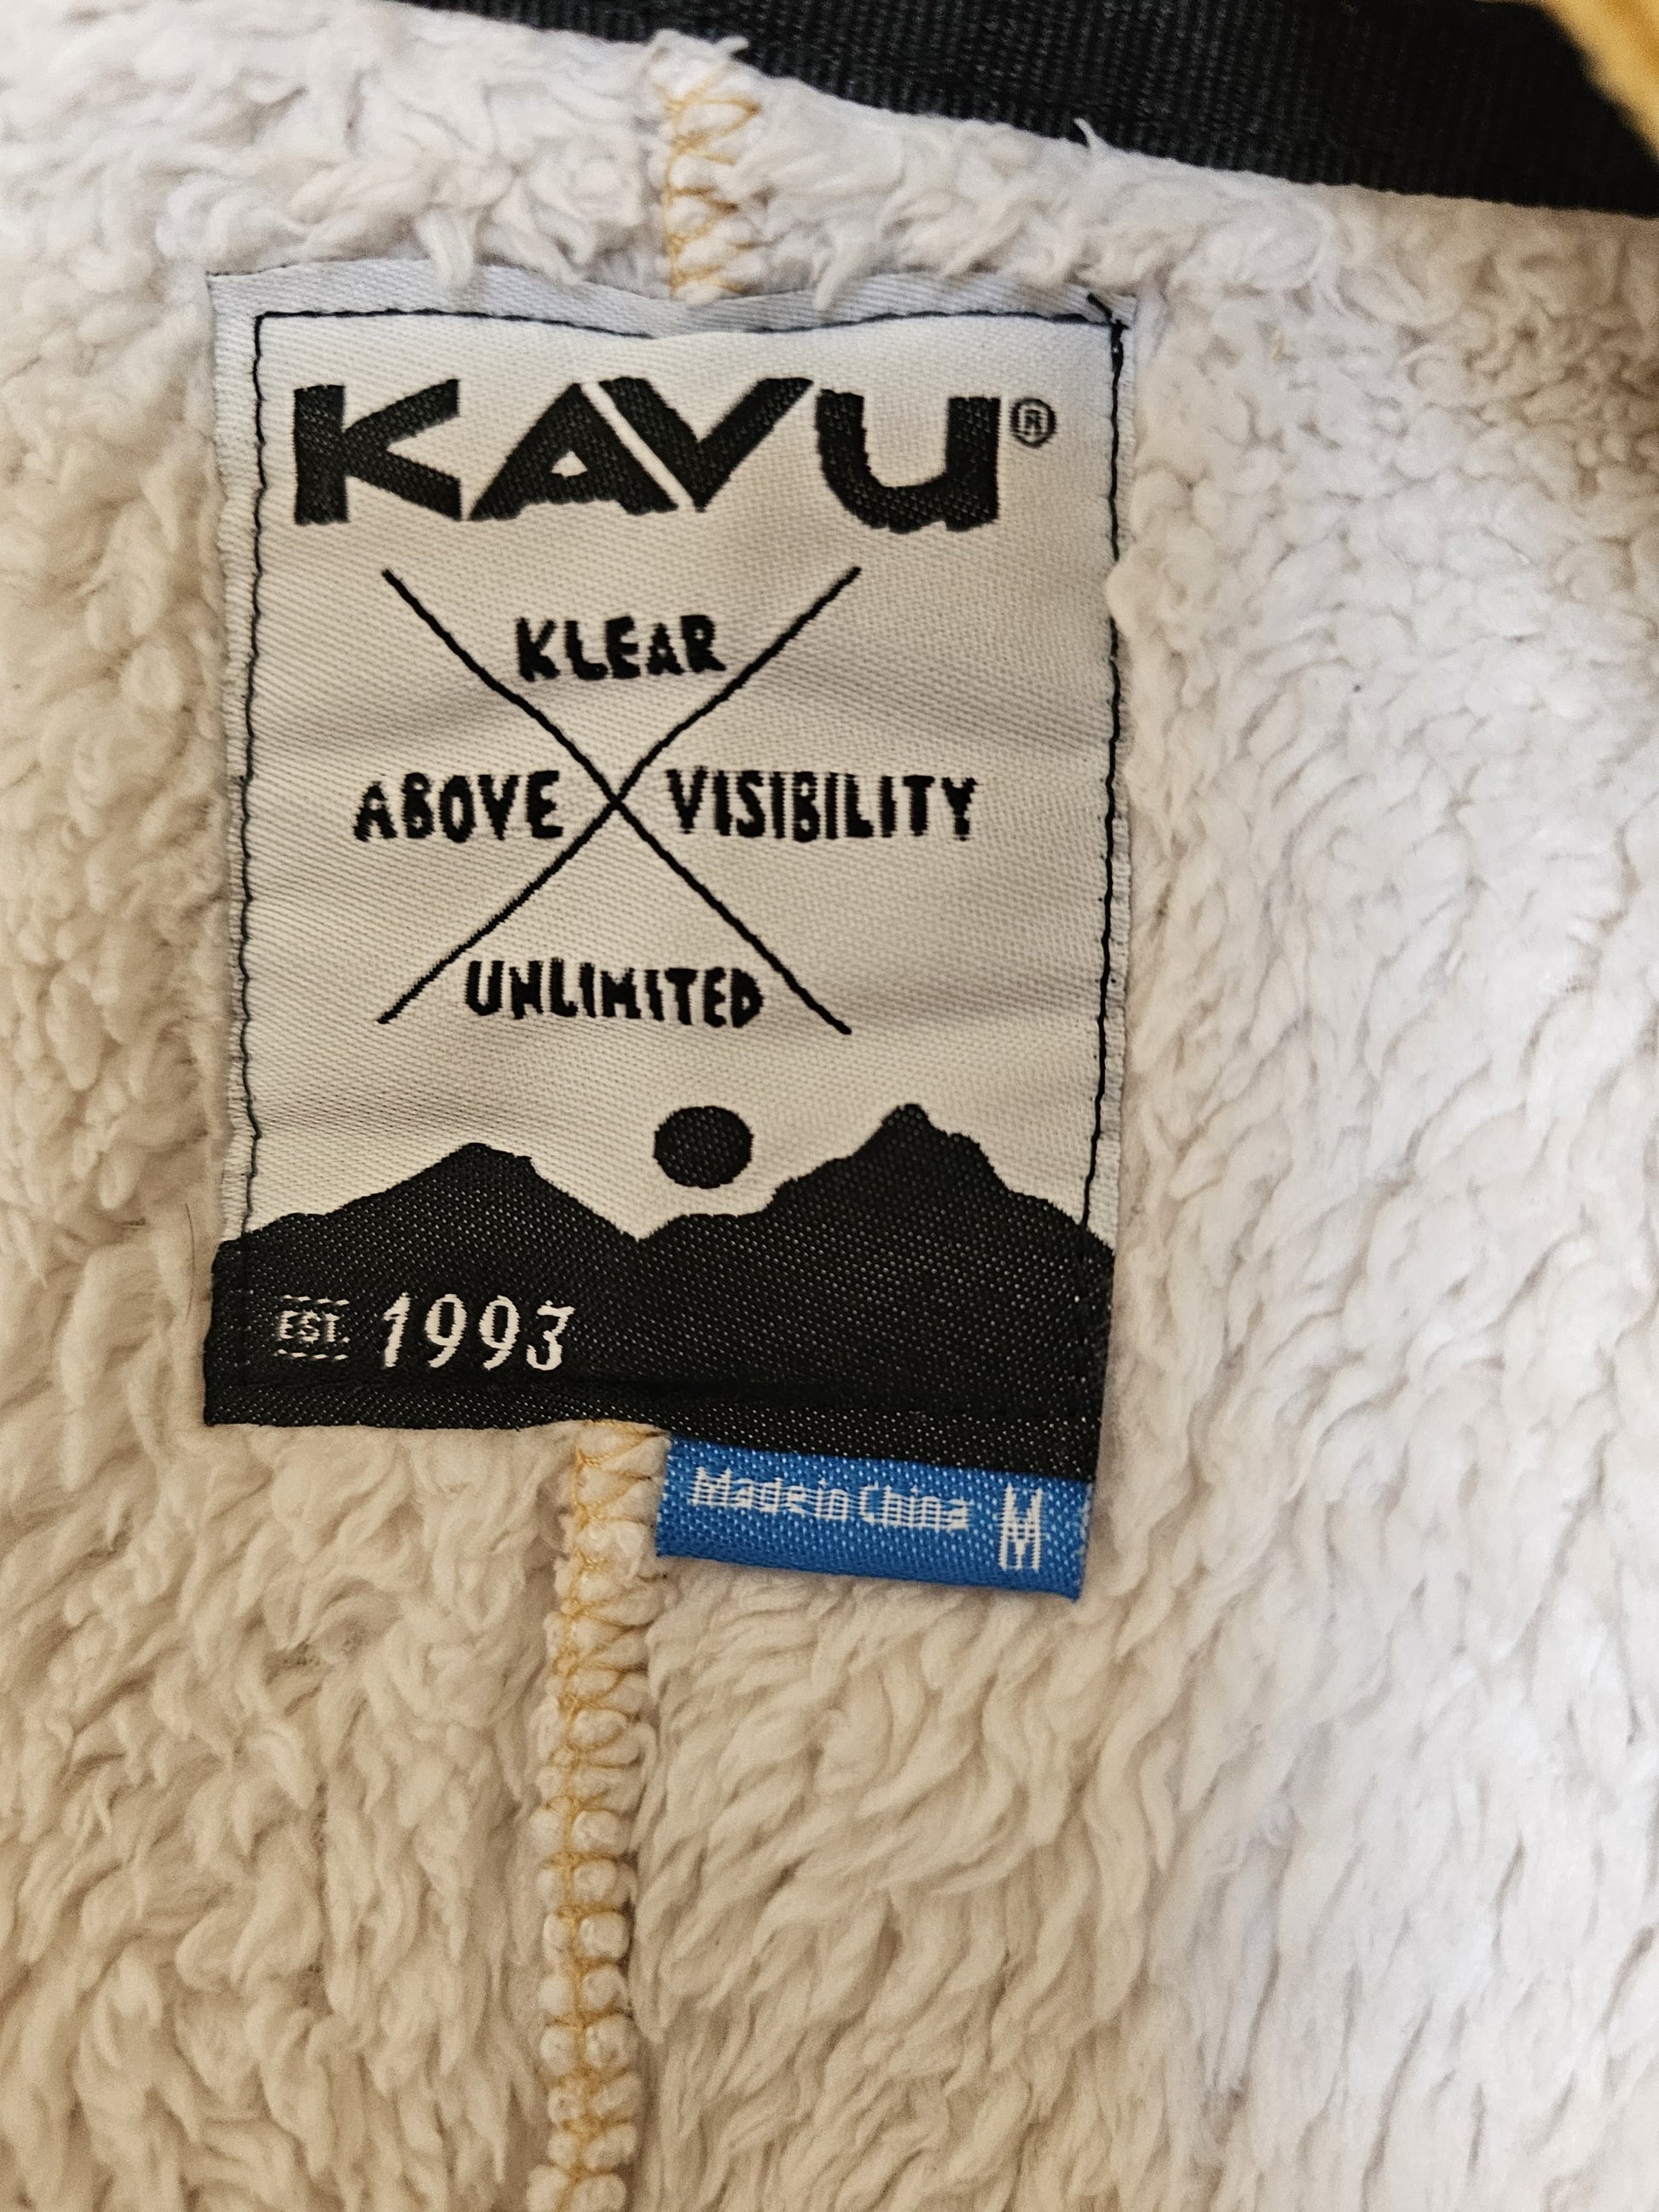 KAVU®
KLEAR
ABOVE VISIBILITY
UNLIMITED
EST. 1993
Made in China M